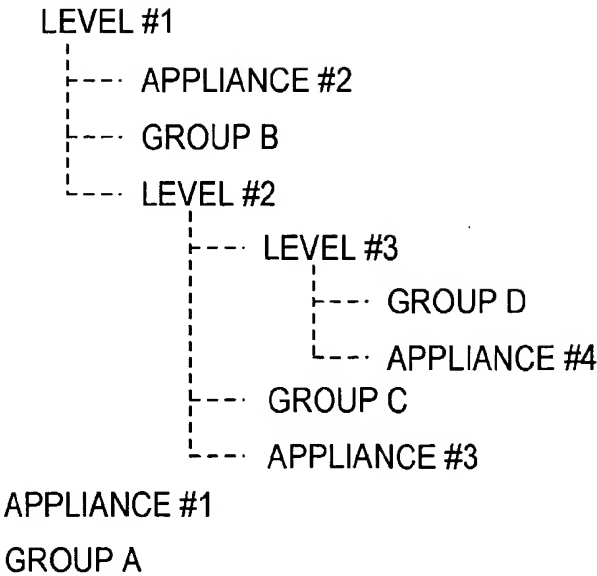 LEVEL #1
APPLIANCE #2
GROUP B
LEVEL #2
LEVEL #3
GROUP D
APPLIANCE #4
GROUP C
APPLIANCE #3
APPLIANCE #1
GROUP A